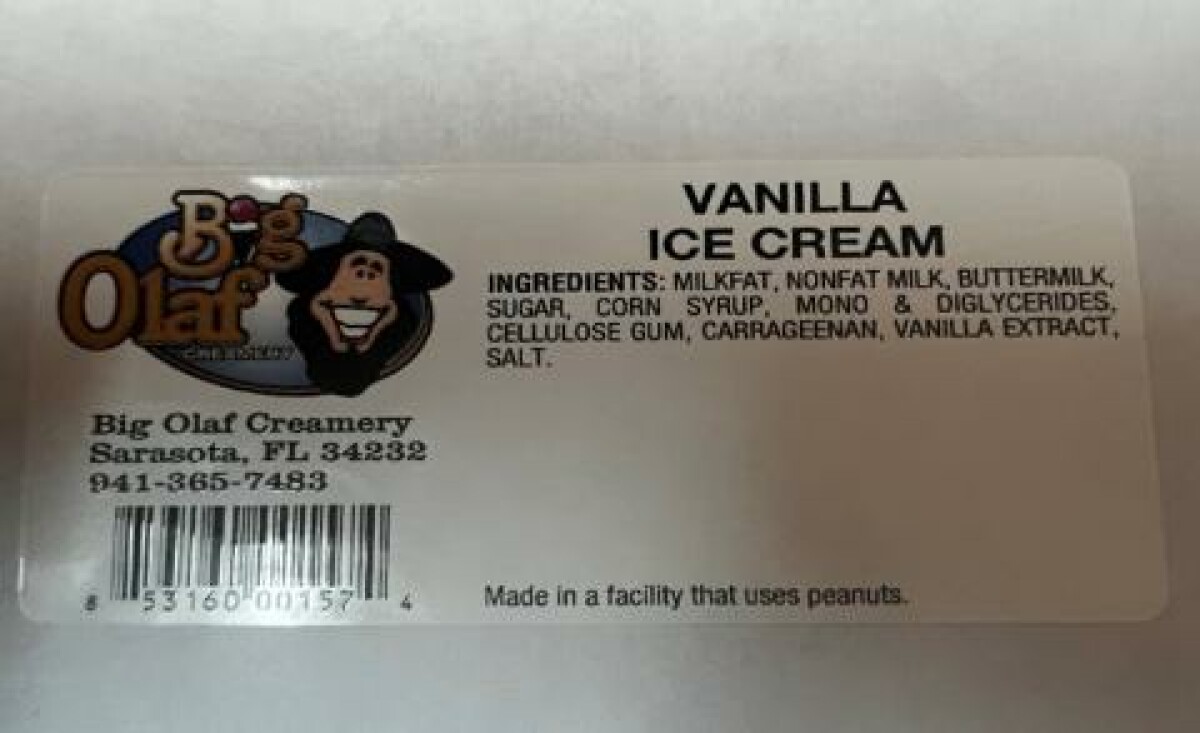 Big
Olaf
CREAMERY
Big Olaf Creamery
Sarasota, FL 34232
941-365-7483
8 53160 00157 4
VANILLA
ICE CREAM
INGREDIENTS: MILKFAT, NONFAT MILK, BUTTERMILK,
SUGAR, CORN SYRUP, MONO & DIGLYCERIDES,
CELLULOSE GUM, CARRAGEENAN, VANILLA EXTRACT,
SALT.
Made in a facility that uses peanuts.